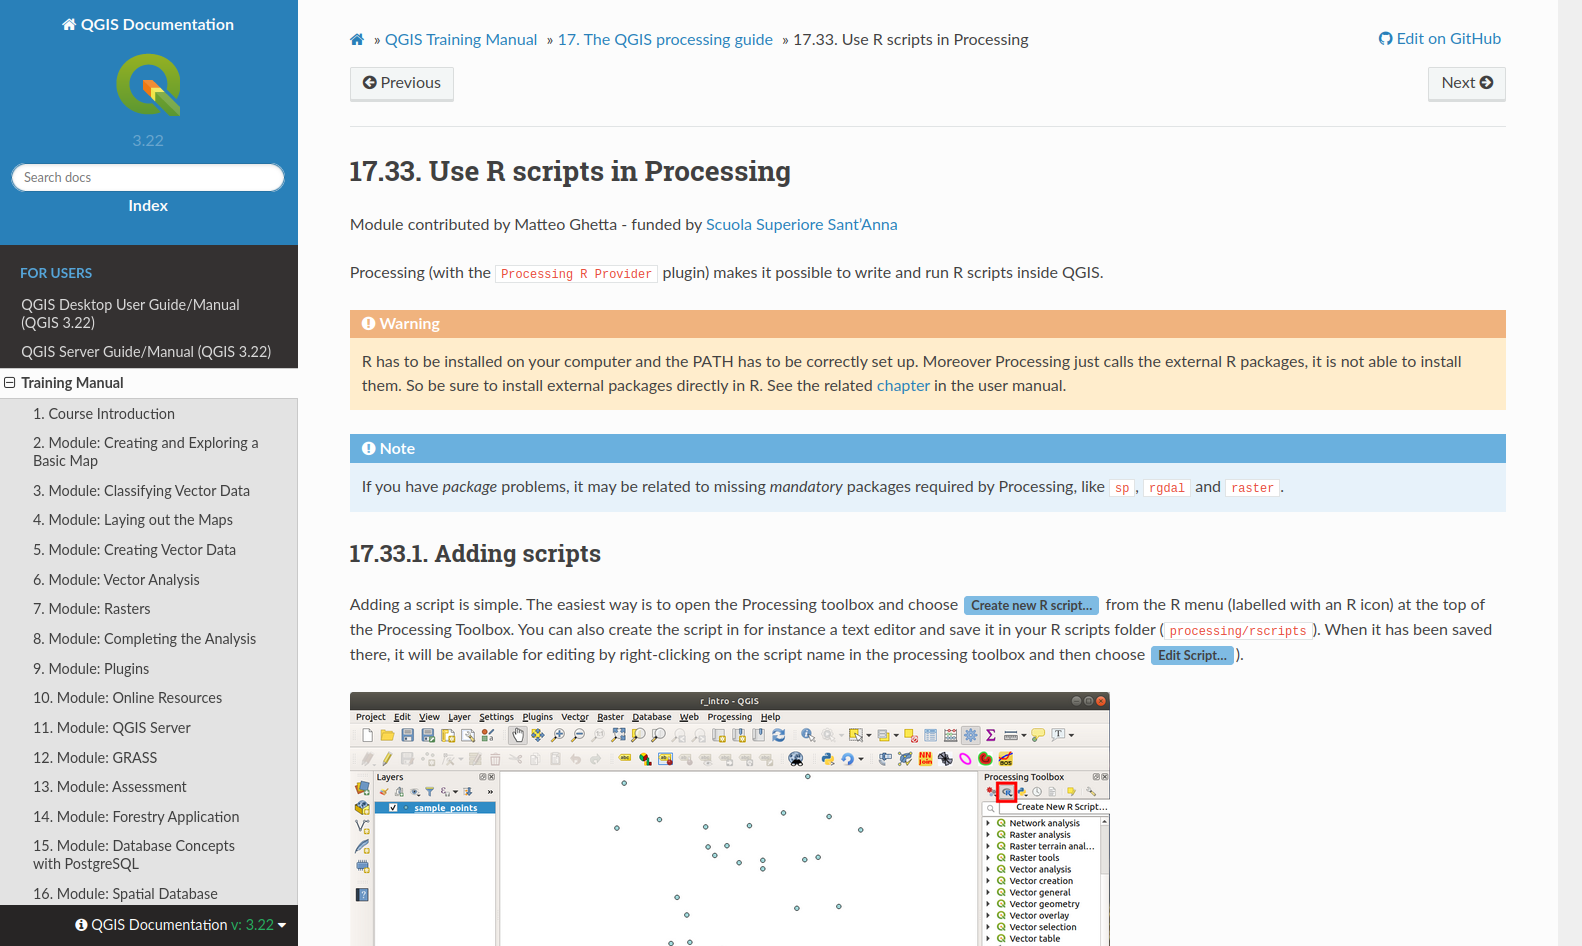 QGIS Documentation
3.22
Search docs
Index
FOR USERS
QGIS Desktop User Guide/Manual
(QGIS 3.22)
QGIS Server Guide/Manual (QGIS 3.22)
Training Manual
1. Course Introduction
2. Module: Creating and Exploring a
Basic Map
3. Module: Classifying Vector Data
4. Module: Laying out the Maps
5. Module: Creating Vector Data
6. Module: Vector Analysis
7. Module: Rasters
8. Module: Completing the Analysis
9. Module: Plugins
10. Module: Online Resources
11. Module: QGIS Server
12. Module: GRASS
13. Module: Assessment
14. Module: Forestry Application
15. Module: Database Concepts
with PostgreSQL
16. Module: Spatial Database
QGIS Documentation v: 3.22
» QGIS Training Manual » 17. The QGIS processing guide » 17.33. Use R scripts in Processing
Edit on GitHub
Previous
Next
17.33. Use R scripts in Processing
Module contributed by Matteo Ghetta - funded by Scuola Superiore Sant’Anna
Processing (with the Processing R Provider plugin) makes it possible to write and run R scripts inside QGIS.
Warning
R has to be installed on your computer and the PATH has to be correctly set up. Moreover Processing just calls the external R packages, it is not able to install
them. So be sure to install external packages directly in R. See the related chapter in the user manual.
Note
If you have package problems, it may be related to missing mandatory packages required by Processing, like sp, rgdal and raster.
17.33.1. Adding scripts
Adding a script is simple. The easiest way is to open the Processing toolbox and choose Create new R script... from the R menu (labelled with an R icon) at the top of
the Processing Toolbox. You can also create the script in for instance a text editor and save it in your R scripts folder (processing/rscripts). When it has been saved
there, it will be available for editing by right-clicking on the script name in the processing toolbox and then choose Edit Script...).
r_intro - QGIS
Project Edit View Layer Settings Plugins Vector Raster Database Web Processing Help
Layers
sample_points
Processing Toolbox
Create New R Script...
Network analysis
Raster analysis
Raster terrain anal...
Raster tools
Vector analysis
Vector creation
Vector general
Vector geometry
Vector overlay
Vector selection
Vector table